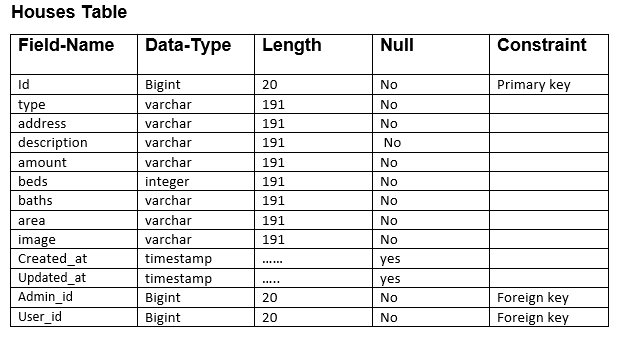 Houses Table
Field-Name Data-Type Length Null Constraint
Id Bigint 20 No Primary key
type varchar 191 No
address varchar 191 No
description varchar 191 No
amount varchar 191 No
beds integer 191 No
baths varchar 191 No
area varchar 191 No
image varchar 191 No
Created_at timestamp ...... yes
Updated_at timestamp ..... yes
Admin_id Bigint 20 No Foreign key
User_id Bigint 20 No Foreign key